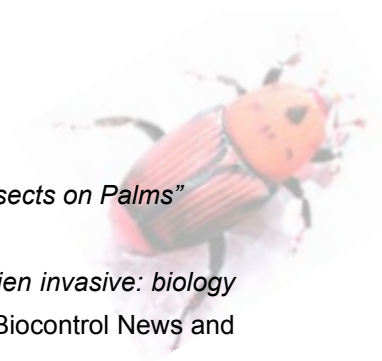 sects on Palms”
ien invasive: biology
Biocontrol News and